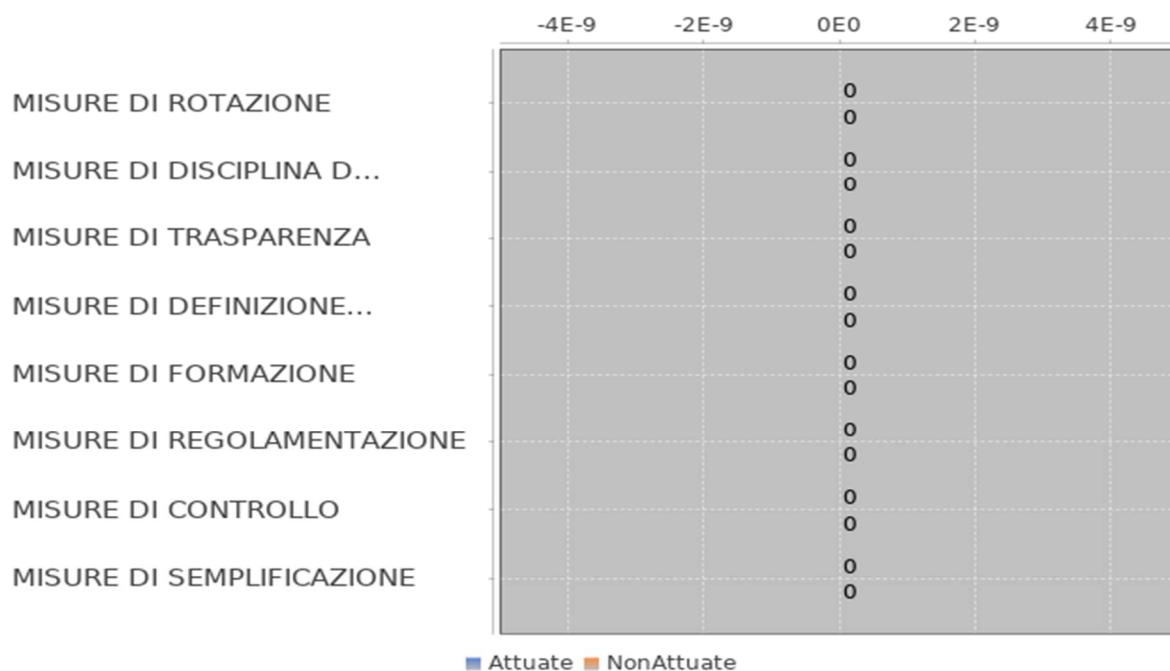 -4E-9 -2E-9 0E0 2E-9 4E-9
MISURE DI ROTAZIONE
0
0
MISURE DI DISCIPLINA D...
0
0
MISURE DI TRASPARENZA
0
0
MISURE DI DEFINIZIONE...
0
0
MISURE DI FORMAZIONE
0
0
MISURE DI REGOLAMENTAZIONE
0
0
MISURE DI CONTROLLO
0
0
MISURE DI SEMPLIFICAZIONE
0
0
Attuate NonAttuate